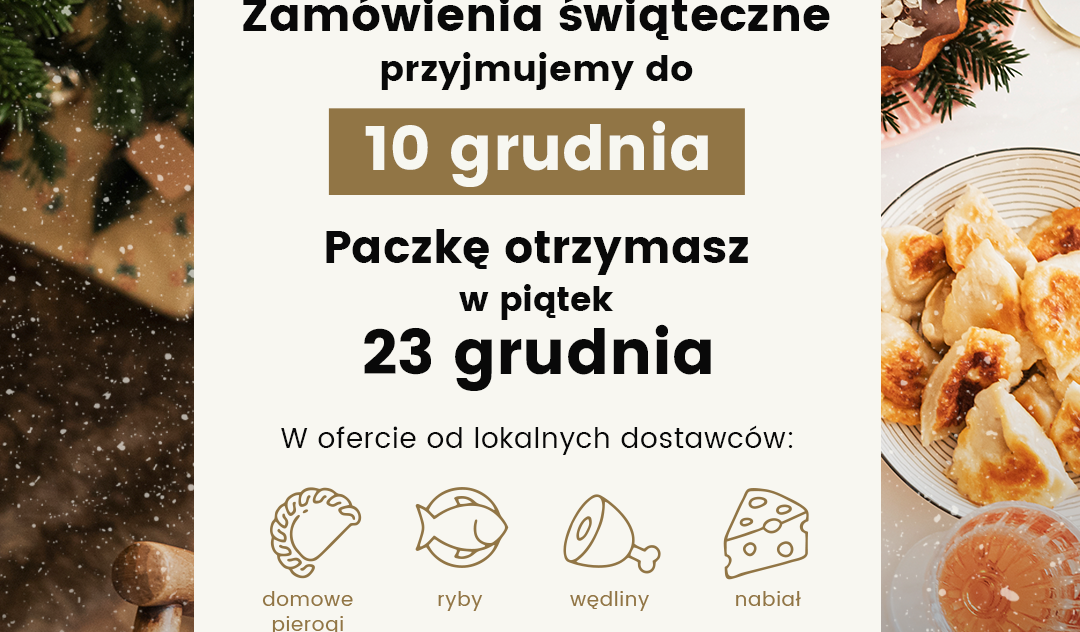 Zamówienia świąteczne
przyjmujemy do
10 grudnia
Paczkę otrzymasz
w piątek
23 grudnia
W ofercie od lokalnych dostawców:
domowe pierogi
ryby
wędliny
nabiał